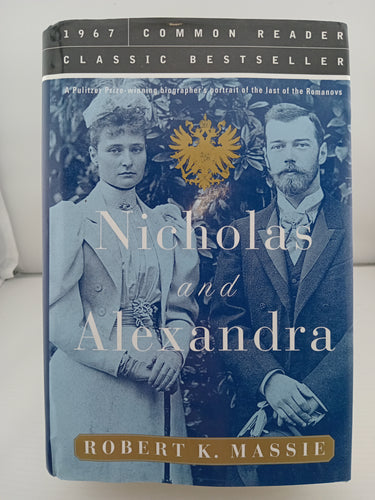 1967 COMMON READER
CLASSIC BESTSELLER
A Pulitzer Prize-winning biographer's portrait of the last of the Romanovs
Nicholas
and
Alexandra
ROBERT K. MASSIE